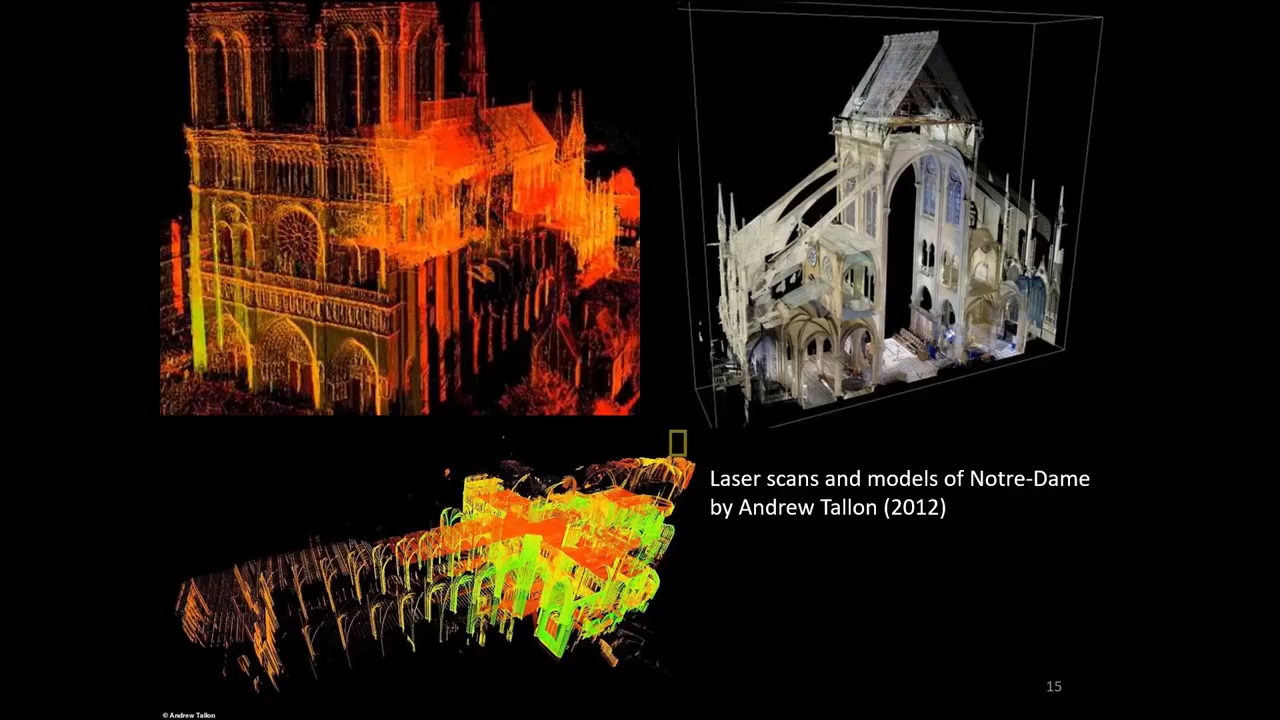 Laser scans and models of Notre-Dame
by Andrew Tallon (2012)
15
© Andrew Tallon